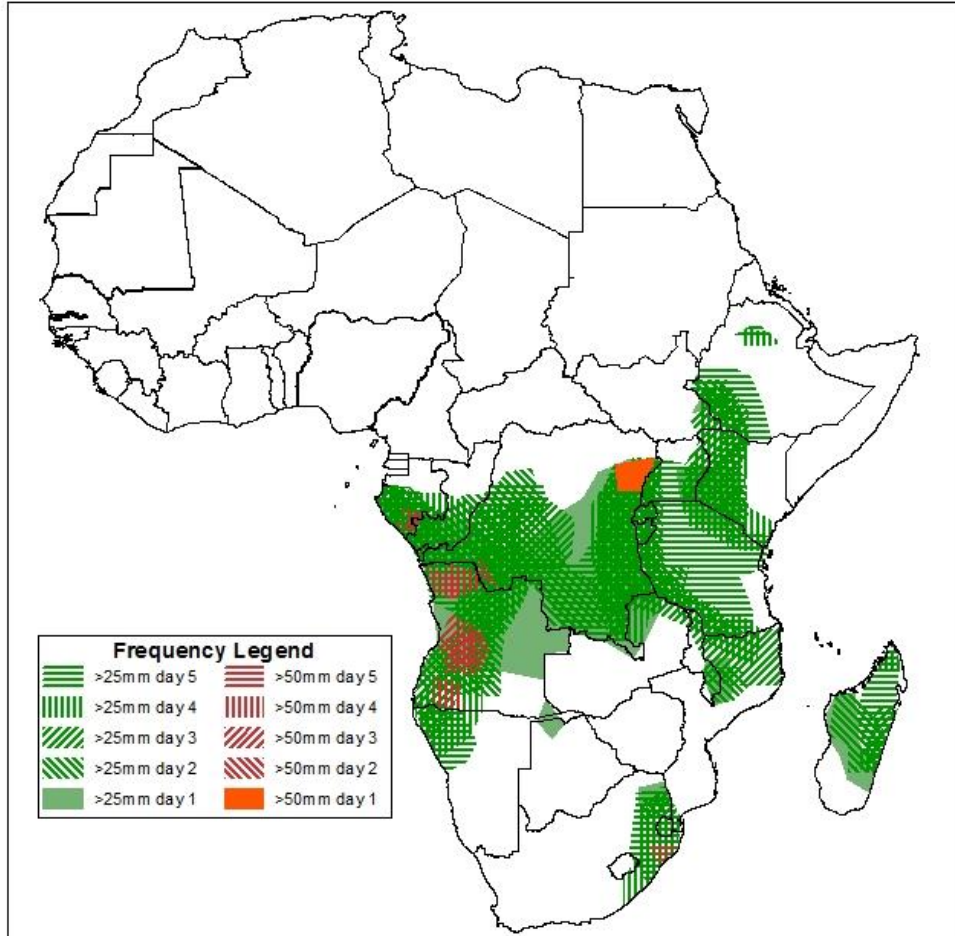 Frequency Legend
>25mm day 5 >50mm day 5
>25mm day 4 >50mm day 4
>25mm day 3 >50mm day 3
>25mm day 2 >50mm day 2
>25mm day 1 >50mm day 1